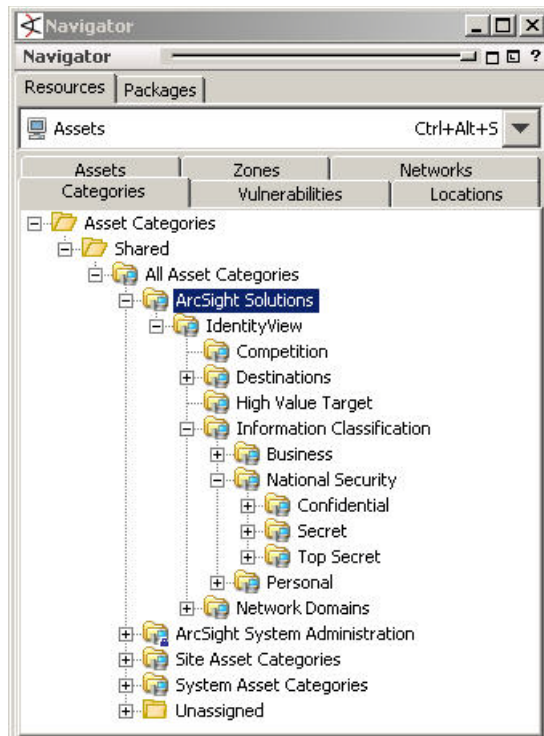 Navigator
Navigator ?
Resources Packages
Assets Ctrl+Alt+S
Assets Zones Networks
Categories Vulnerabilities Locations
Asset Categories
Shared
All Asset Categories
ArcSight Solutions
IdentityView
Competition
Destinations
High Value Target
Information Classification
Business
National Security
Confidential
Secret
Top Secret
Personal
Network Domains
ArcSight System Administration
Site Asset Categories
System Asset Categories
Unassigned